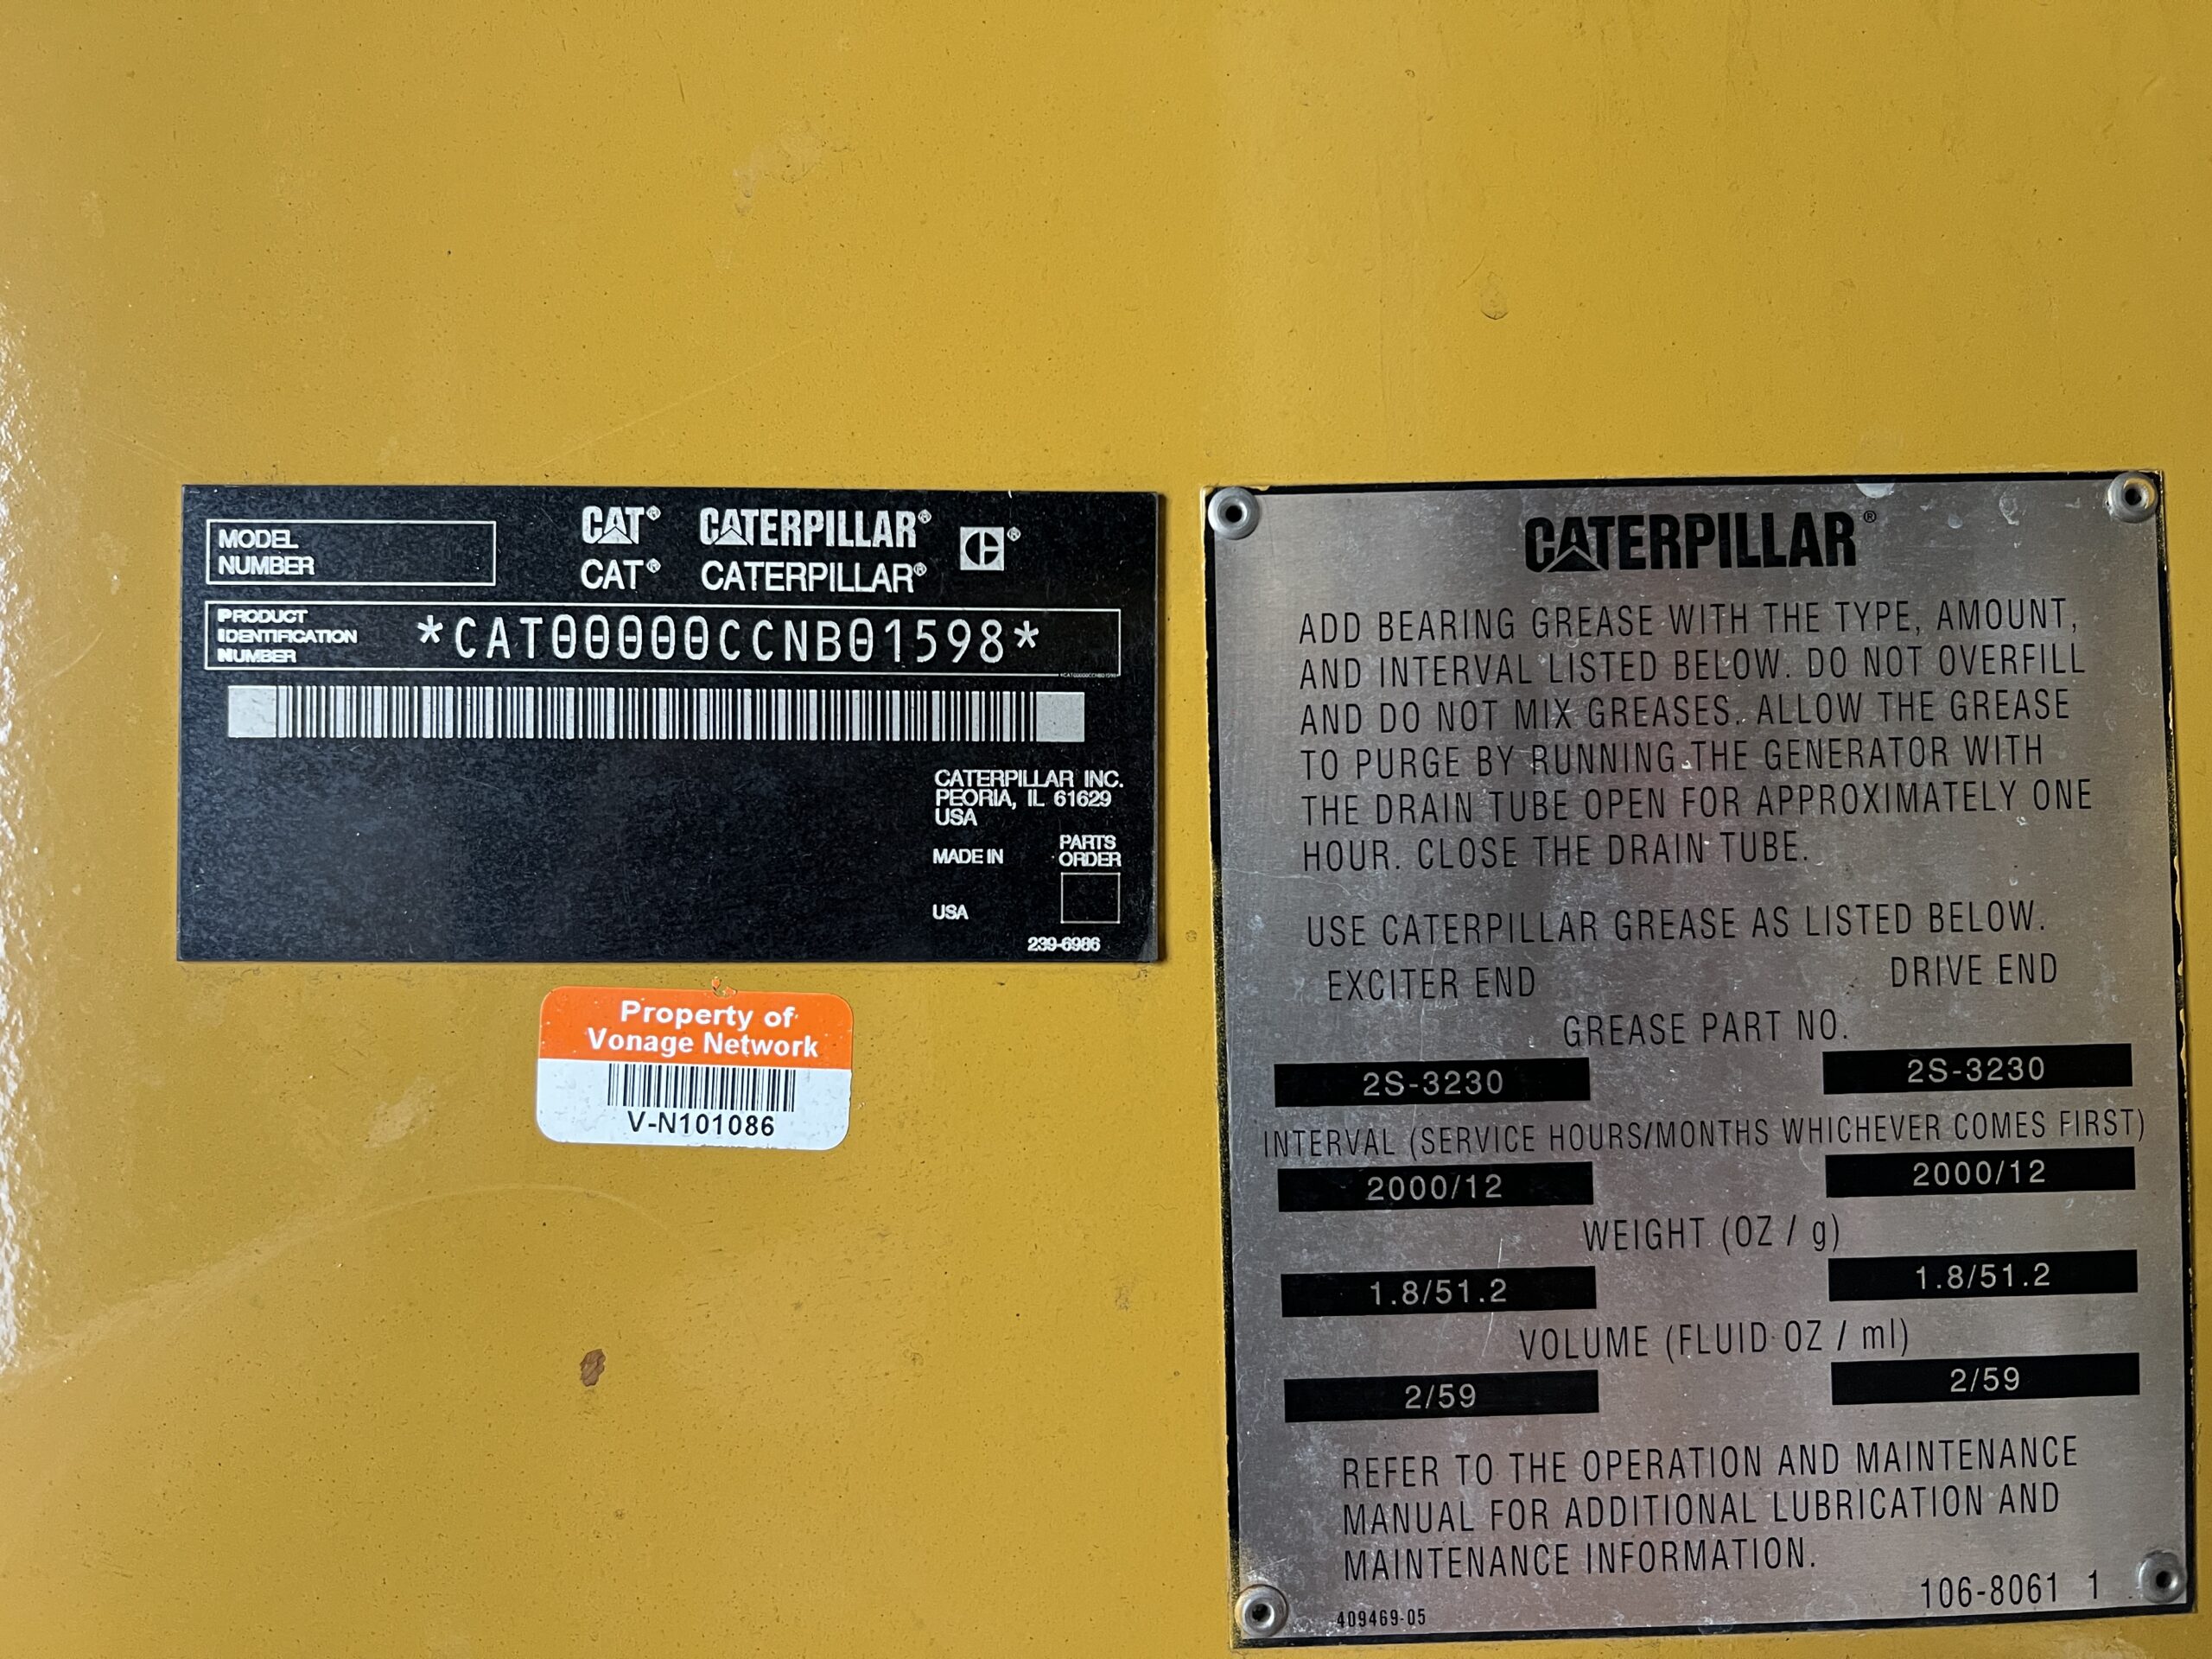 MODEL
NUMBER
CAT® CATERPILLAR® ®
CAT® CATERPILLAR®
PRODUCT
IDENTIFICATION
NUMBER
*CAT00000CCNB01598*
*CAT00000CCNB01598*
CATERPILLAR INC.
PEORIA, IL 61629
USA
MADE IN
USA
PARTS
ORDER
239-6986
Property of
Vonage Network
V-N101086
CATERPILLAR®
ADD BEARING GREASE WITH THE TYPE, AMOUNT,
AND INTERVAL LISTED BELOW. DO NOT OVERFILL
AND DO NOT MIX GREASES. ALLOW THE GREASE
TO PURGE BY RUNNING THE GENERATOR WITH
THE DRAIN TUBE OPEN FOR APPROXIMATELY ONE
HOUR. CLOSE THE DRAIN TUBE.
USE CATERPILLAR GREASE AS LISTED BELOW.
EXCITER END DRIVE END
GREASE PART NO.
2S-3230 2S-3230
INTERVAL (SERVICE HOURS/MONTHS WHICHEVER COMES FIRST)
2000/12 2000/12
WEIGHT (OZ / g)
1.8/51.2 1.8/51.2
VOLUME (FLUID OZ / ml)
2/59 2/59
REFER TO THE OPERATION AND MAINTENANCE
MANUAL FOR ADDITIONAL LUBRICATION AND
MAINTENANCE INFORMATION.
409469-05 106-8061 1